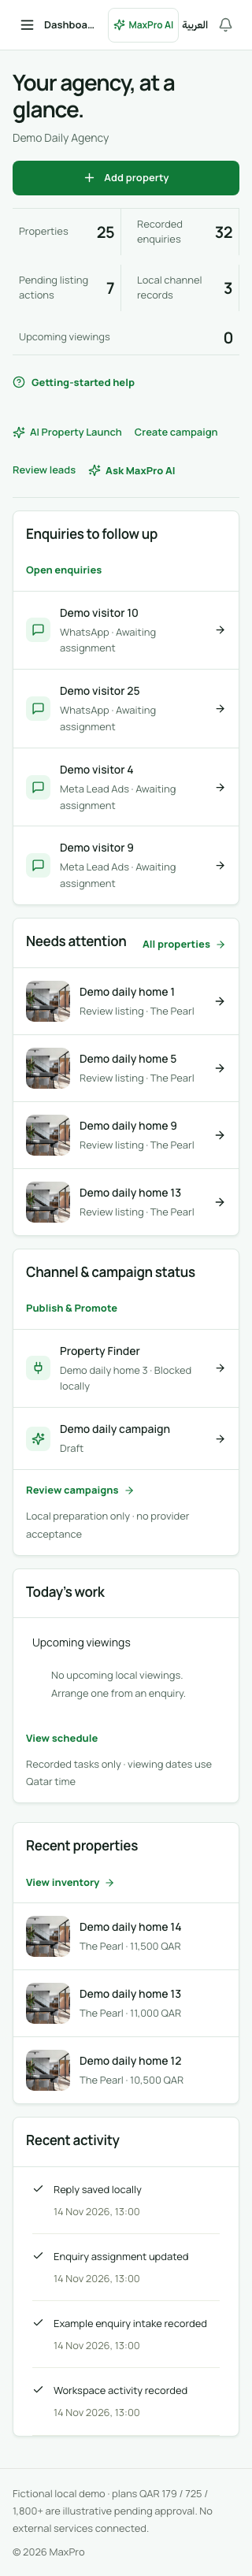 Dashboa...
MaxPro AI
العربية
Your agency, at a
glance.
Demo Daily Agency
Add property
Properties
25
Recorded
enquiries
32
Pending listing
actions
7
Local channel
records
3
Upcoming viewings
0
Getting-started help
AI Property Launch
Create campaign
Review leads
Ask MaxPro AI
Enquiries to follow up
Open enquiries
Demo visitor 10
WhatsApp · Awaiting
assignment
Demo visitor 25
WhatsApp · Awaiting
assignment
Demo visitor 4
Meta Lead Ads · Awaiting
assignment
Demo visitor 9
Meta Lead Ads · Awaiting
assignment
Needs attention
All properties
Demo daily home 1
Review listing · The Pearl
Demo daily home 5
Review listing · The Pearl
Demo daily home 9
Review listing · The Pearl
Demo daily home 13
Review listing · The Pearl
Channel & campaign status
Publish & Promote
Property Finder
Demo daily home 3 · Blocked
locally
Demo daily campaign
Draft
Review campaigns
Local preparation only · no provider
acceptance
Today's work
Upcoming viewings
No upcoming local viewings.
Arrange one from an enquiry.
View schedule
Recorded tasks only · viewing dates use
Qatar time
Recent properties
View inventory
Demo daily home 14
The Pearl · 11,500 QAR
Demo daily home 13
The Pearl · 11,000 QAR
Demo daily home 12
The Pearl · 10,500 QAR
Recent activity
Reply saved locally
14 Nov 2026, 13:00
Enquiry assignment updated
14 Nov 2026, 13:00
Example enquiry intake recorded
14 Nov 2026, 13:00
Workspace activity recorded
14 Nov 2026, 13:00
Fictional local demo · plans QAR 179 / 725 /
1,800+ are illustrative pending approval. No
external services connected.
© 2026 MaxPro